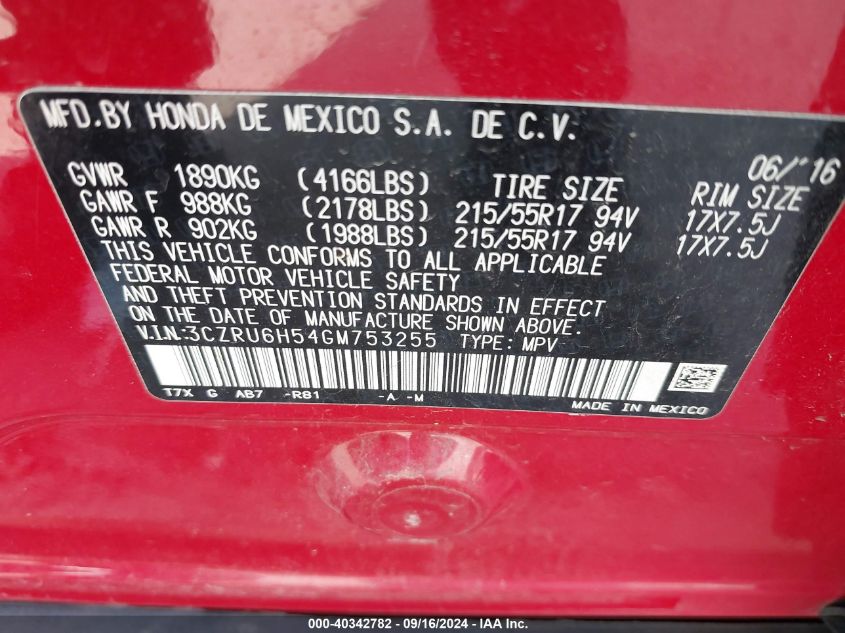 MFD. BY HONDA DE MEXICO S.A. DE C.V.
06/'16
GVWR 1890KG (4166LBS) TIRE SIZE RIM SIZE
GAWR F 988KG (2178LBS) 215/55R17 94V 17X7.5J
GAWR R 902KG (1988LBS) 215/55R17 94V 17X7.5J
THIS VEHICLE CONFORMS TO ALL APPLICABLE
FEDERAL MOTOR VEHICLE SAFETY
AND THEFT PREVENTION STANDARDS IN EFFECT
ON THE DATE OF MANUFACTURE SHOWN ABOVE.
V.I.N:3CZRU6H54GM753255 TYPE: MPV
T7X G AB7 -R81 -A -M
MADE IN MEXICO
000-40342782 - 09/16/2024 - IAA Inc.